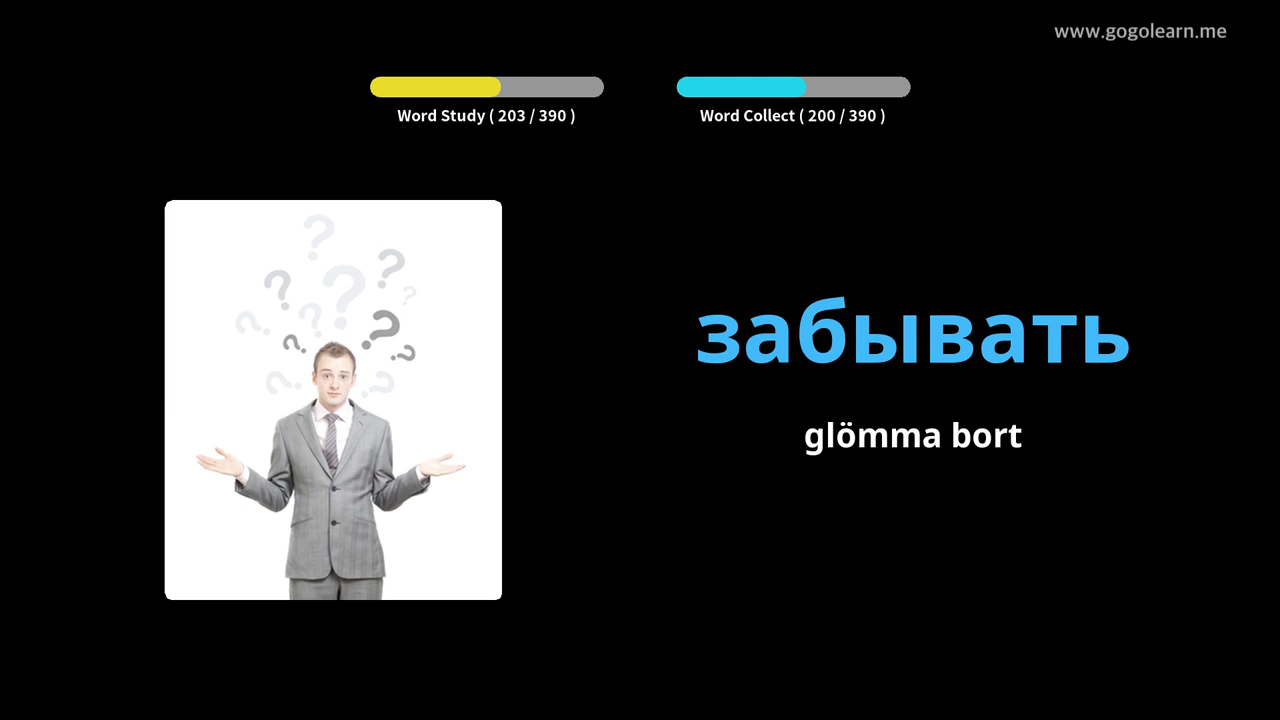 www.gogolearn.me
Word Study ( 203 / 390 )
Word Collect ( 200 / 390 )
забывать
glömma bort